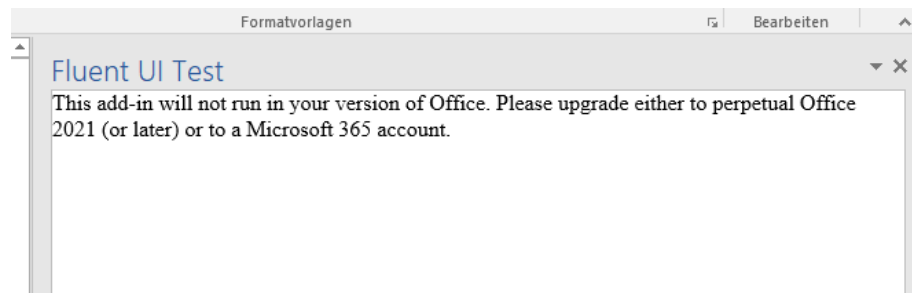 Formatvorlagen Bearbeiten
Fluent UI Test
This add-in will not run in your version of Office. Please upgrade either to perpetual Office
2021 (or later) or to a Microsoft 365 account.